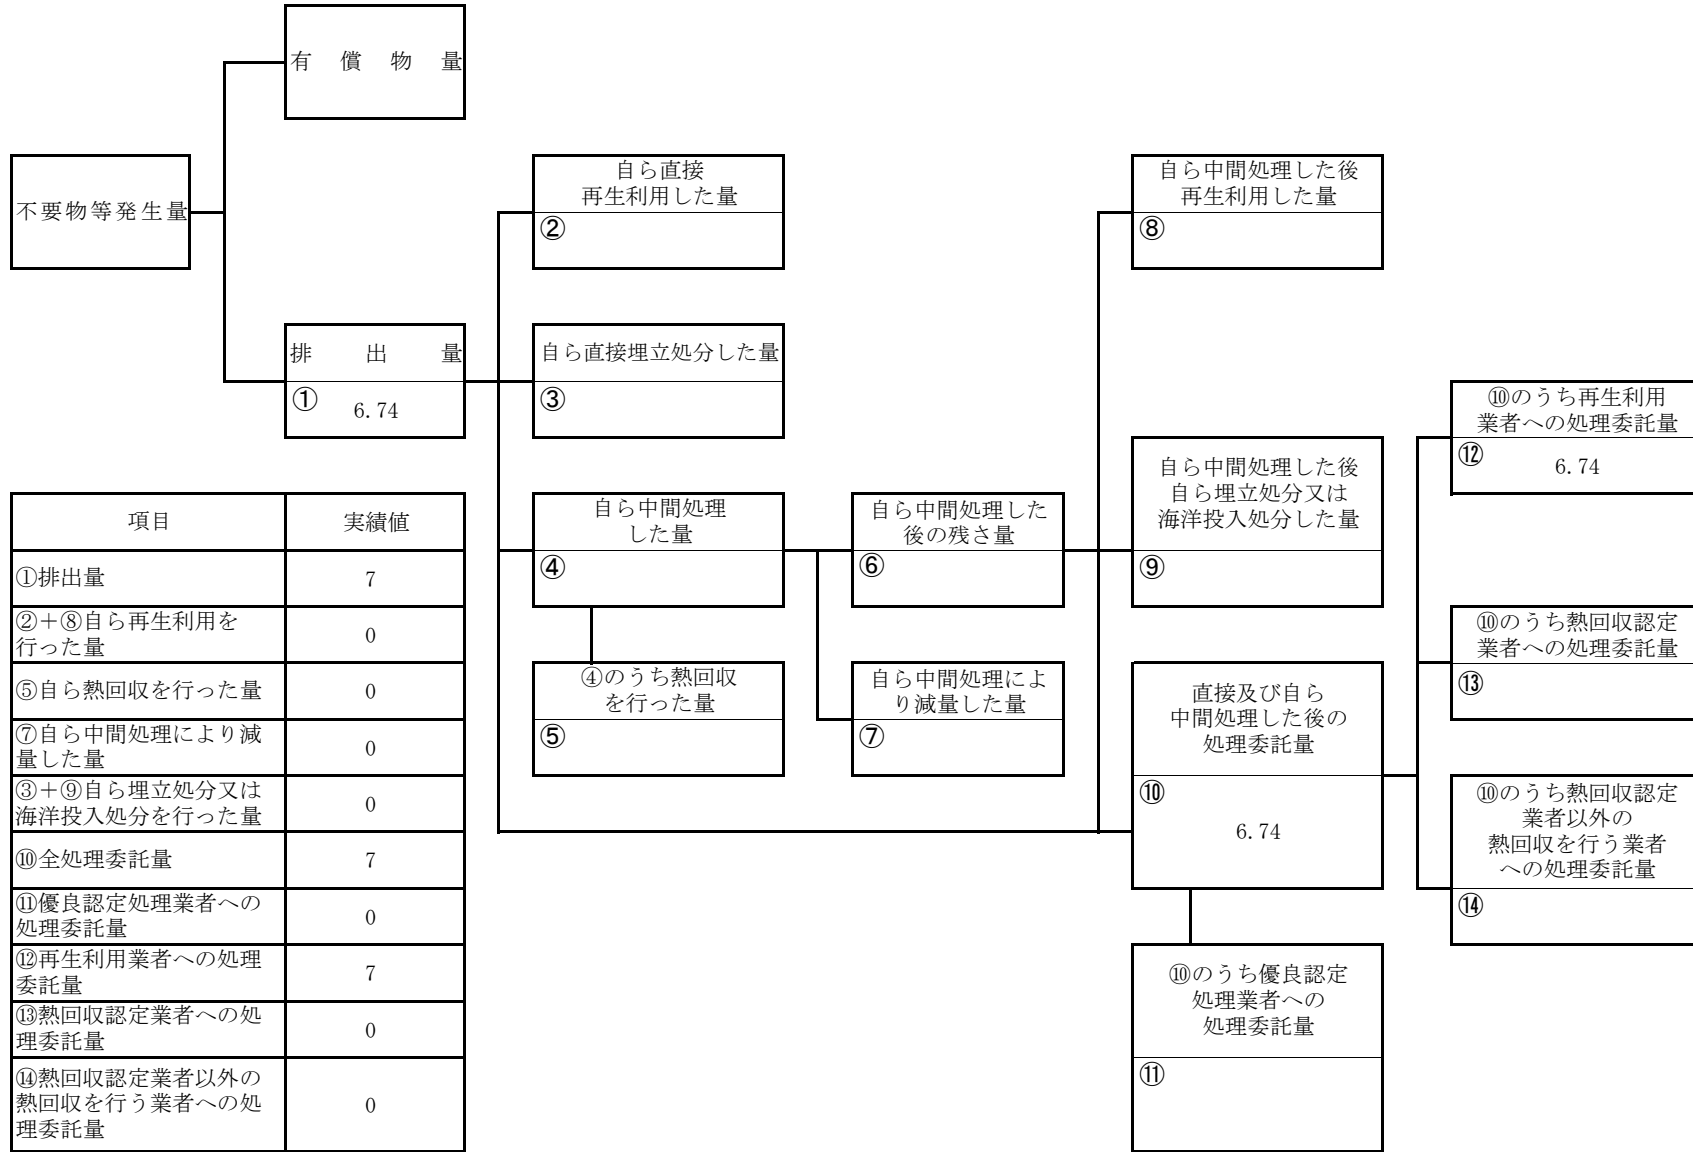 有償物量
不要物等発生量
自ら直接
再生利用した量
②
自ら中間処理した後
再生利用した量
⑧
排出量
① 6.74
自ら直接埋立処分した量
③
⑩のうち再生利用
業者への処理委託量
⑫ 6.74
自ら中間処理した後
自ら埋立処分又は
海洋投入処分した量
⑨
自ら中間処理
した量
④
自ら中間処理した
後の残さ量
⑥
④のうち熱回収
を行った量
⑤
自ら中間処理によ
り減量した量
⑦
直接及び自ら
中間処理した後の
処理委託量
⑩
6.74
⑩のうち熱回収認定
業者への処理委託量
⑬
⑩のうち熱回収認定
業者以外の
熱回収を行う業者
への処理委託量
⑭
⑩のうち優良認定
処理業者への
処理委託量
⑪
項目 実績値
①排出量 7
②+⑧自ら再生利用を
行った量 0
⑤自ら熱回収を行った量 0
⑦自ら中間処理により減
量した量 0
③+⑨自ら埋立処分又は
海洋投入処分を行った量 0
⑩全処理委託量 7
⑪優良認定処理業者への
処理委託量 0
⑫再生利用業者への処理
委託量 7
⑬熱回収認定業者への処
理委託量 0
⑭熱回収認定業者以外の
熱回収を行う業者への処 0
理委託量